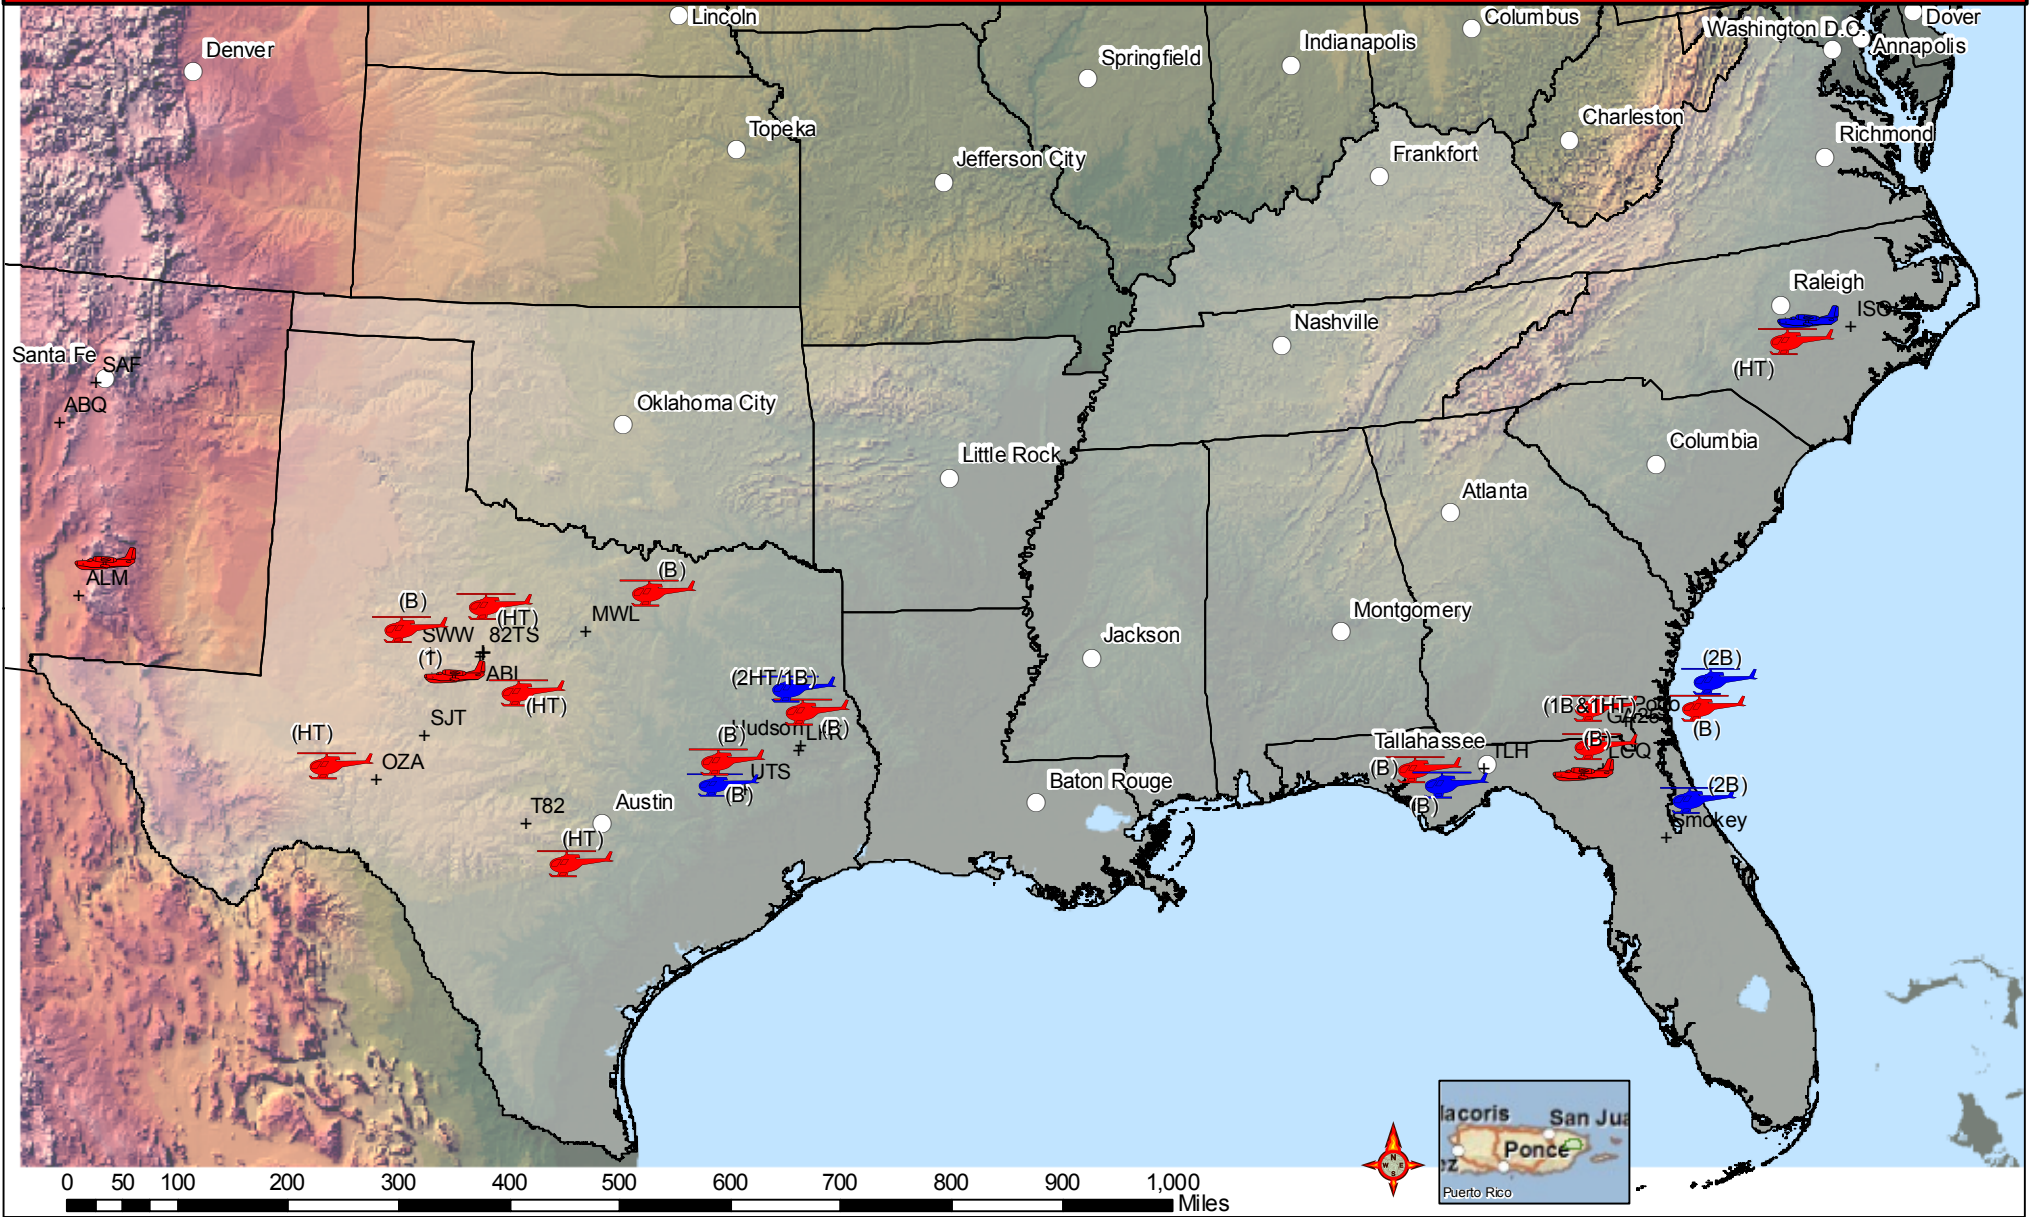 Lincoln
Dover
Columbus
Washington D.C.
Annapolis
Indianapolis
Denver
Springfield
Charleston
Topeka
Richmond
Frankfort
Jefferson City
Raleigh
ISO
Nashville
Santa Fe
SAF
(HT)
ABQ
Oklahoma City
Columbia
Little Rock
Atlanta
ALM
(B)
(B)
(HT)
MWL
Montgomery
SWW
82TS
Jackson
(T)
ABI
(2B)
(2HT/1B)
(HT)
(1B&1HT)
SJT
(B)
Hudson
(B)
(HT)
(B)
Tallahassee
(B)
TLH
LCQ
OZA
(B)
UTS
Baton Rouge
(2B)
(B)
T82
Austin
(B)
Smokey
(HT)
lacoris
San Jua
Ponce
ez
Puerto Rico
N
W E
S
0 50 100 200 300 400 500 600 700 800 900 1,000
Miles